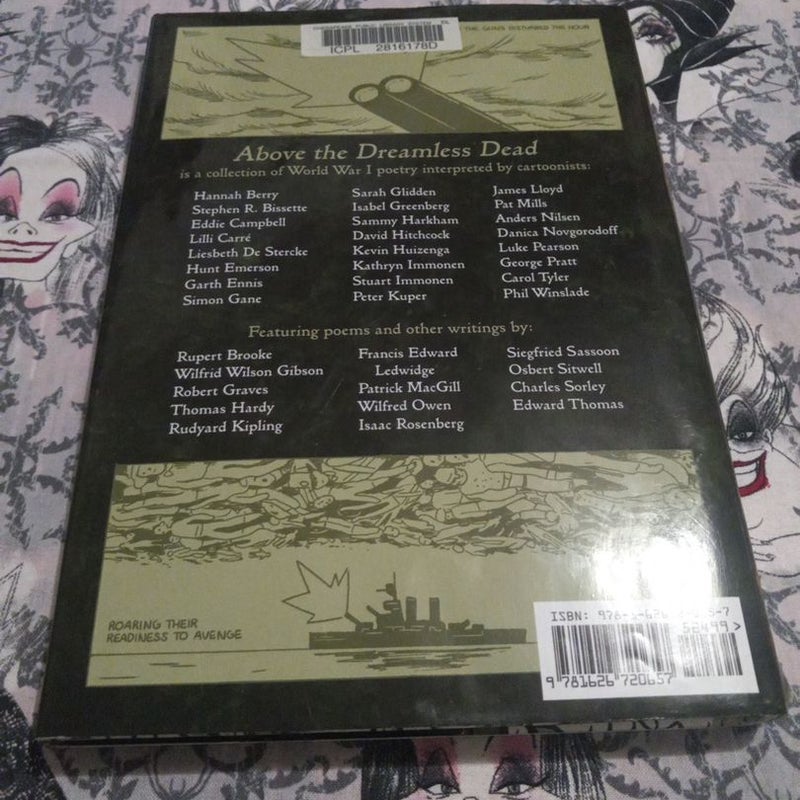 CHESAPEAKE PUBLIC LIBRARY SYSTEM
ICPL 2816178D
THE GUNS DISTURBED THE HOUR
Above the Dreamless Dead
is a collection of World War I poetry interpreted by cartoonists:
Hannah Berry
Stephen R. Bissette
Eddie Campbell
Lilli Carré
Liesbeth De Stercke
Hunt Emerson
Garth Ennis
Simon Gane
Sarah Glidden
Isabel Greenberg
Sammy Harkham
David Hitchcock
Kevin Huizenga
Kathryn Immonen
Stuart Immonen
Peter Kuper
James Lloyd
Pat Mills
Anders Nilsen
Danica Novgorodoff
Luke Pearson
George Pratt
Carol Tyler
Phil Winslade
Featuring poems and other writings by:
Rupert Brooke
Wilfrid Wilson Gibson
Robert Graves
Thomas Hardy
Rudyard Kipling
Francis Edward
Ledwidge
Patrick MacGill
Wilfred Owen
Isaac Rosenberg
Siegfried Sassoon
Osbert Sitwell
Charles Sorley
Edward Thomas
ROARING THEIR
READINESS TO AVENGE
ISBN:
52499>
9 781626 720657